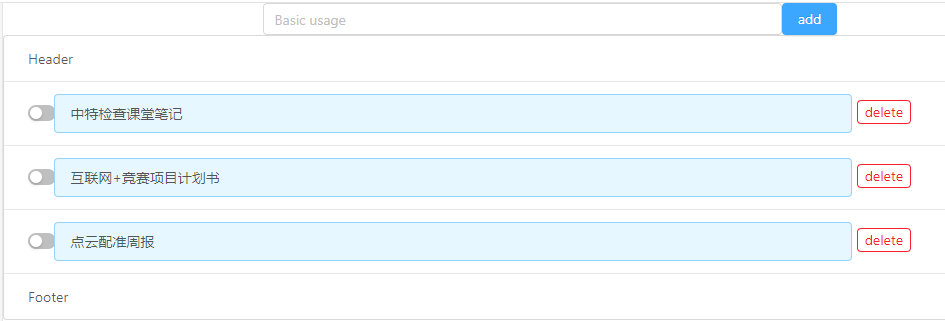 Basic usage
add
Header
中特检查课堂笔记
delete
互联网+竞赛项目计划书
delete
点云配准周报
delete
Footer